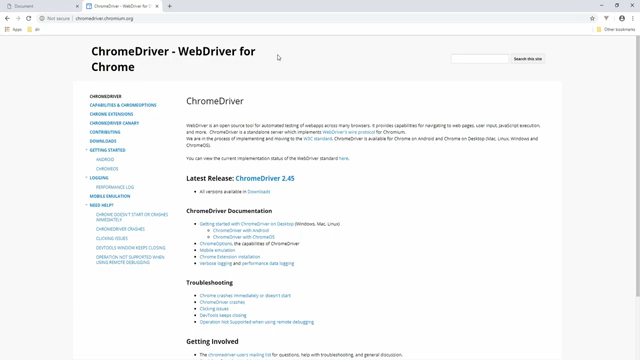 Document
WebDriver for C
Not secure | chromedriver.chromium.org
Apps
Other bookmarks
ChromeDriver - WebDriver for
Chrome
Search this site
CHROMEDRIVER
CAPABILITIES & CHROMEOPTIONS
CHROME EXTENSIONS
CHROMEDRIVER CANARY
CONTRIBUTING
DOWNLOADS
GETTING STARTED
ANDROID
CHROMEOS
LOGGING
PERFORMANCE LOG
MOBILE EMULATION
NEED HELP?
CHROME DOESN'T START OR CRASHES
IMMEDIATELY
CHROMEDRIVER CRASHES
CLICKING ISSUES
DEVTOOLS WINDOW KEEPS CLOSING
OPERATION NOT SUPPORTED WHEN
USING REMOTE DEBUGGING
ChromeDriver
WebDriver is an open source tool for automated testing of webapps across many browsers. It provides capabilities for navigating to web pages, user input, JavaScript execution,
and more. ChromeDriver is a standalone server which implements WebDriver's wire protocol for Chromium.
We are in the process of implementing and moving to the W3C standard. ChromeDriver is available for Chrome on Android and Chrome on Desktop (Mac, Linux, Windows and
ChromeOS).
You can view the current implementation status of the WebDriver standard here.
Latest Release: ChromeDriver 2.45
All versions available in Downloads
ChromeDriver Documentation
Getting started with ChromeDriver on Desktop (Windows, Mac, Linux)
ChromeDriver with Android
ChromeDriver with ChromeOS
ChromeOptions, the capabilities of ChromeDriver
Mobile emulation
Chrome Extension installation
Verbose logging and performance data logging
Troubleshooting
Chrome crashes immediately or doesn't start
ChromeDriver crashes
Clicking issues
DevTools keeps closing
Operation Not Supported when using remote debugging
Getting Involved
The chromedriver-users mailing list for questions, help with troubleshooting, and general discussion.